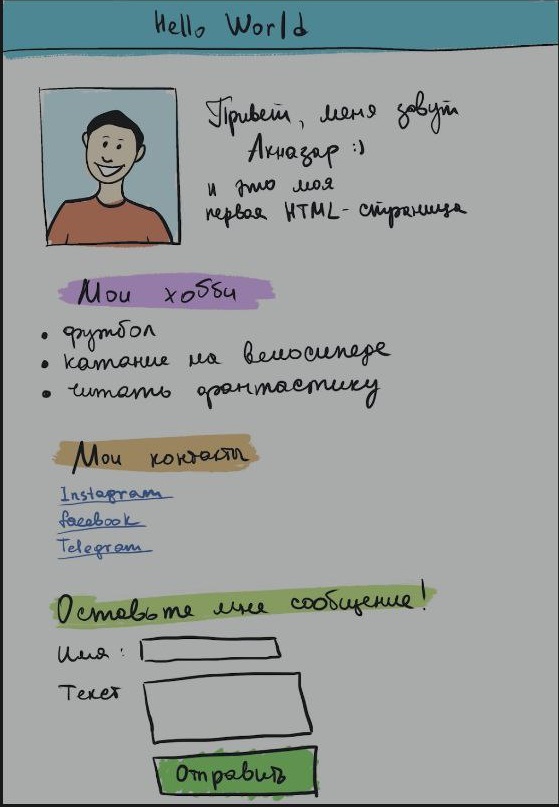 Hello World
Привет, меня зовут
Акназар :)
и это моя
первая HTML-страница
Мои хобби
• футбол
• катание на велосипеде
• читать фантастику
Мои контакты
Instagram
facebook
Telegram
Оставьте мне сообщение!
Имя :
Текст
Отправить